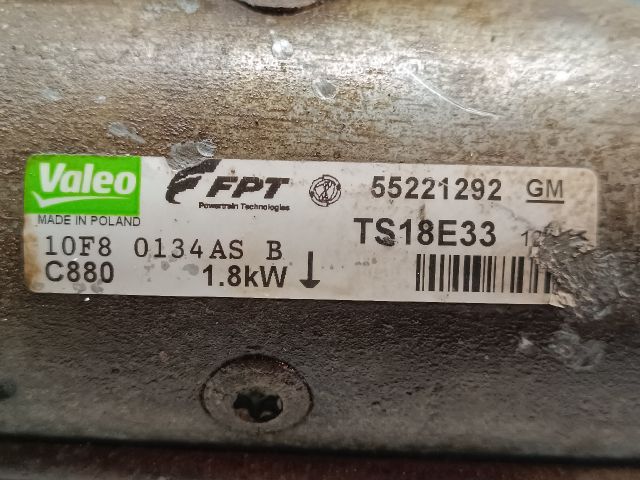 Valeo FPT 55221292 GM
MADE IN POLAND Powertrain Technologies
TS18E33
10F8 0134AS B
C880 1.8kW